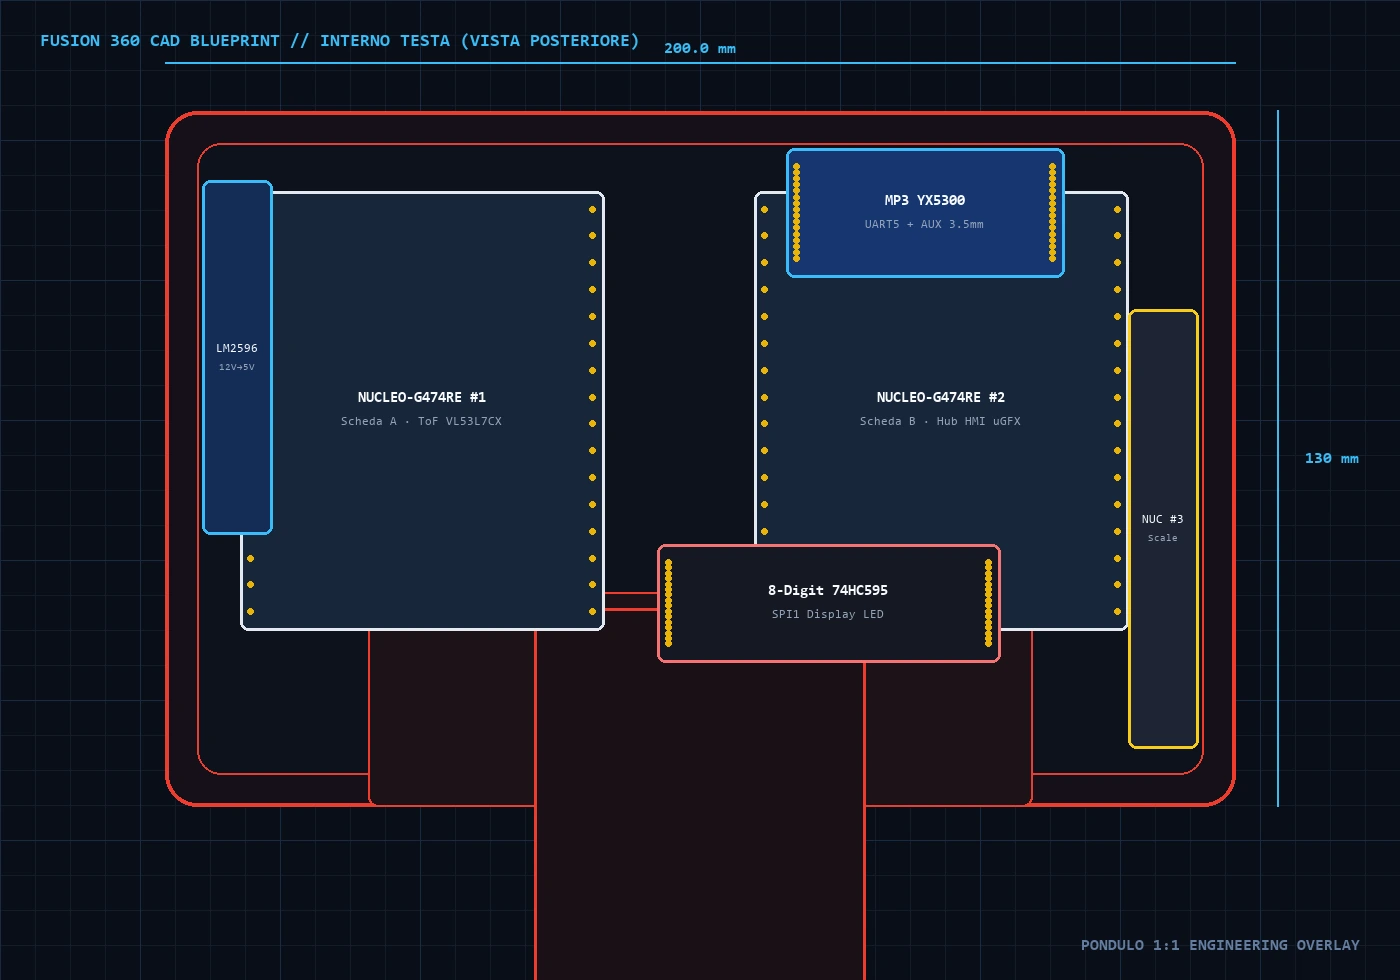 FUSION 360 CAD BLUEPRINT // INTERNO TESTA (VISTA POSTERIORE)
200.0 mm
MP3 YX5300
UART5 + AUX 3.5mm
LM2596
12V→5V
NUCLEO-G474RE #1
Scheda A · ToF VL53L7CX
NUCLEO-G474RE #2
Scheda B · Hub HMI uGFX
130 mm
NUC #3
Scale
8-Digit 74HC595
SPI1 Display LED
PONDULO 1:1 ENGINEERING OVERLAY